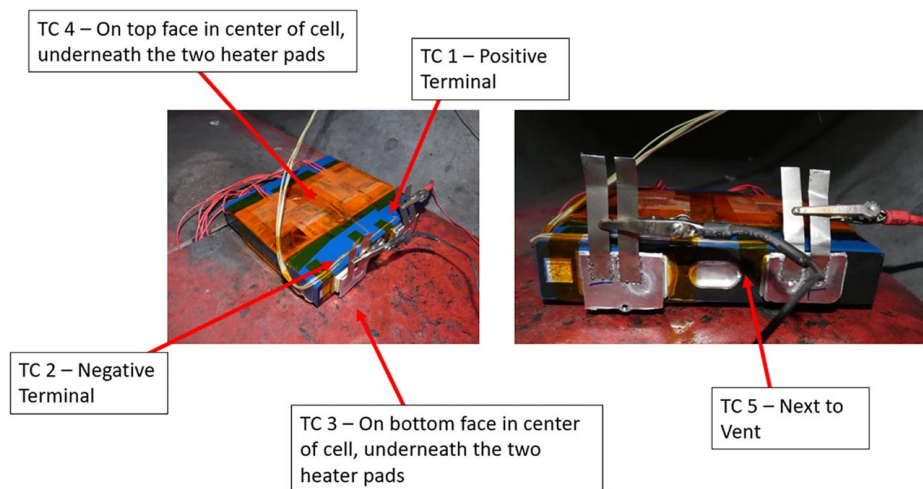 TC 4 – On top face in center of cell,
underneath the two heater pads
TC 1 – Positive
Terminal
TC 2 – Negative
Terminal
TC 3 – On bottom face in center
of cell, underneath the two
heater pads
TC 5 – Next to
Vent